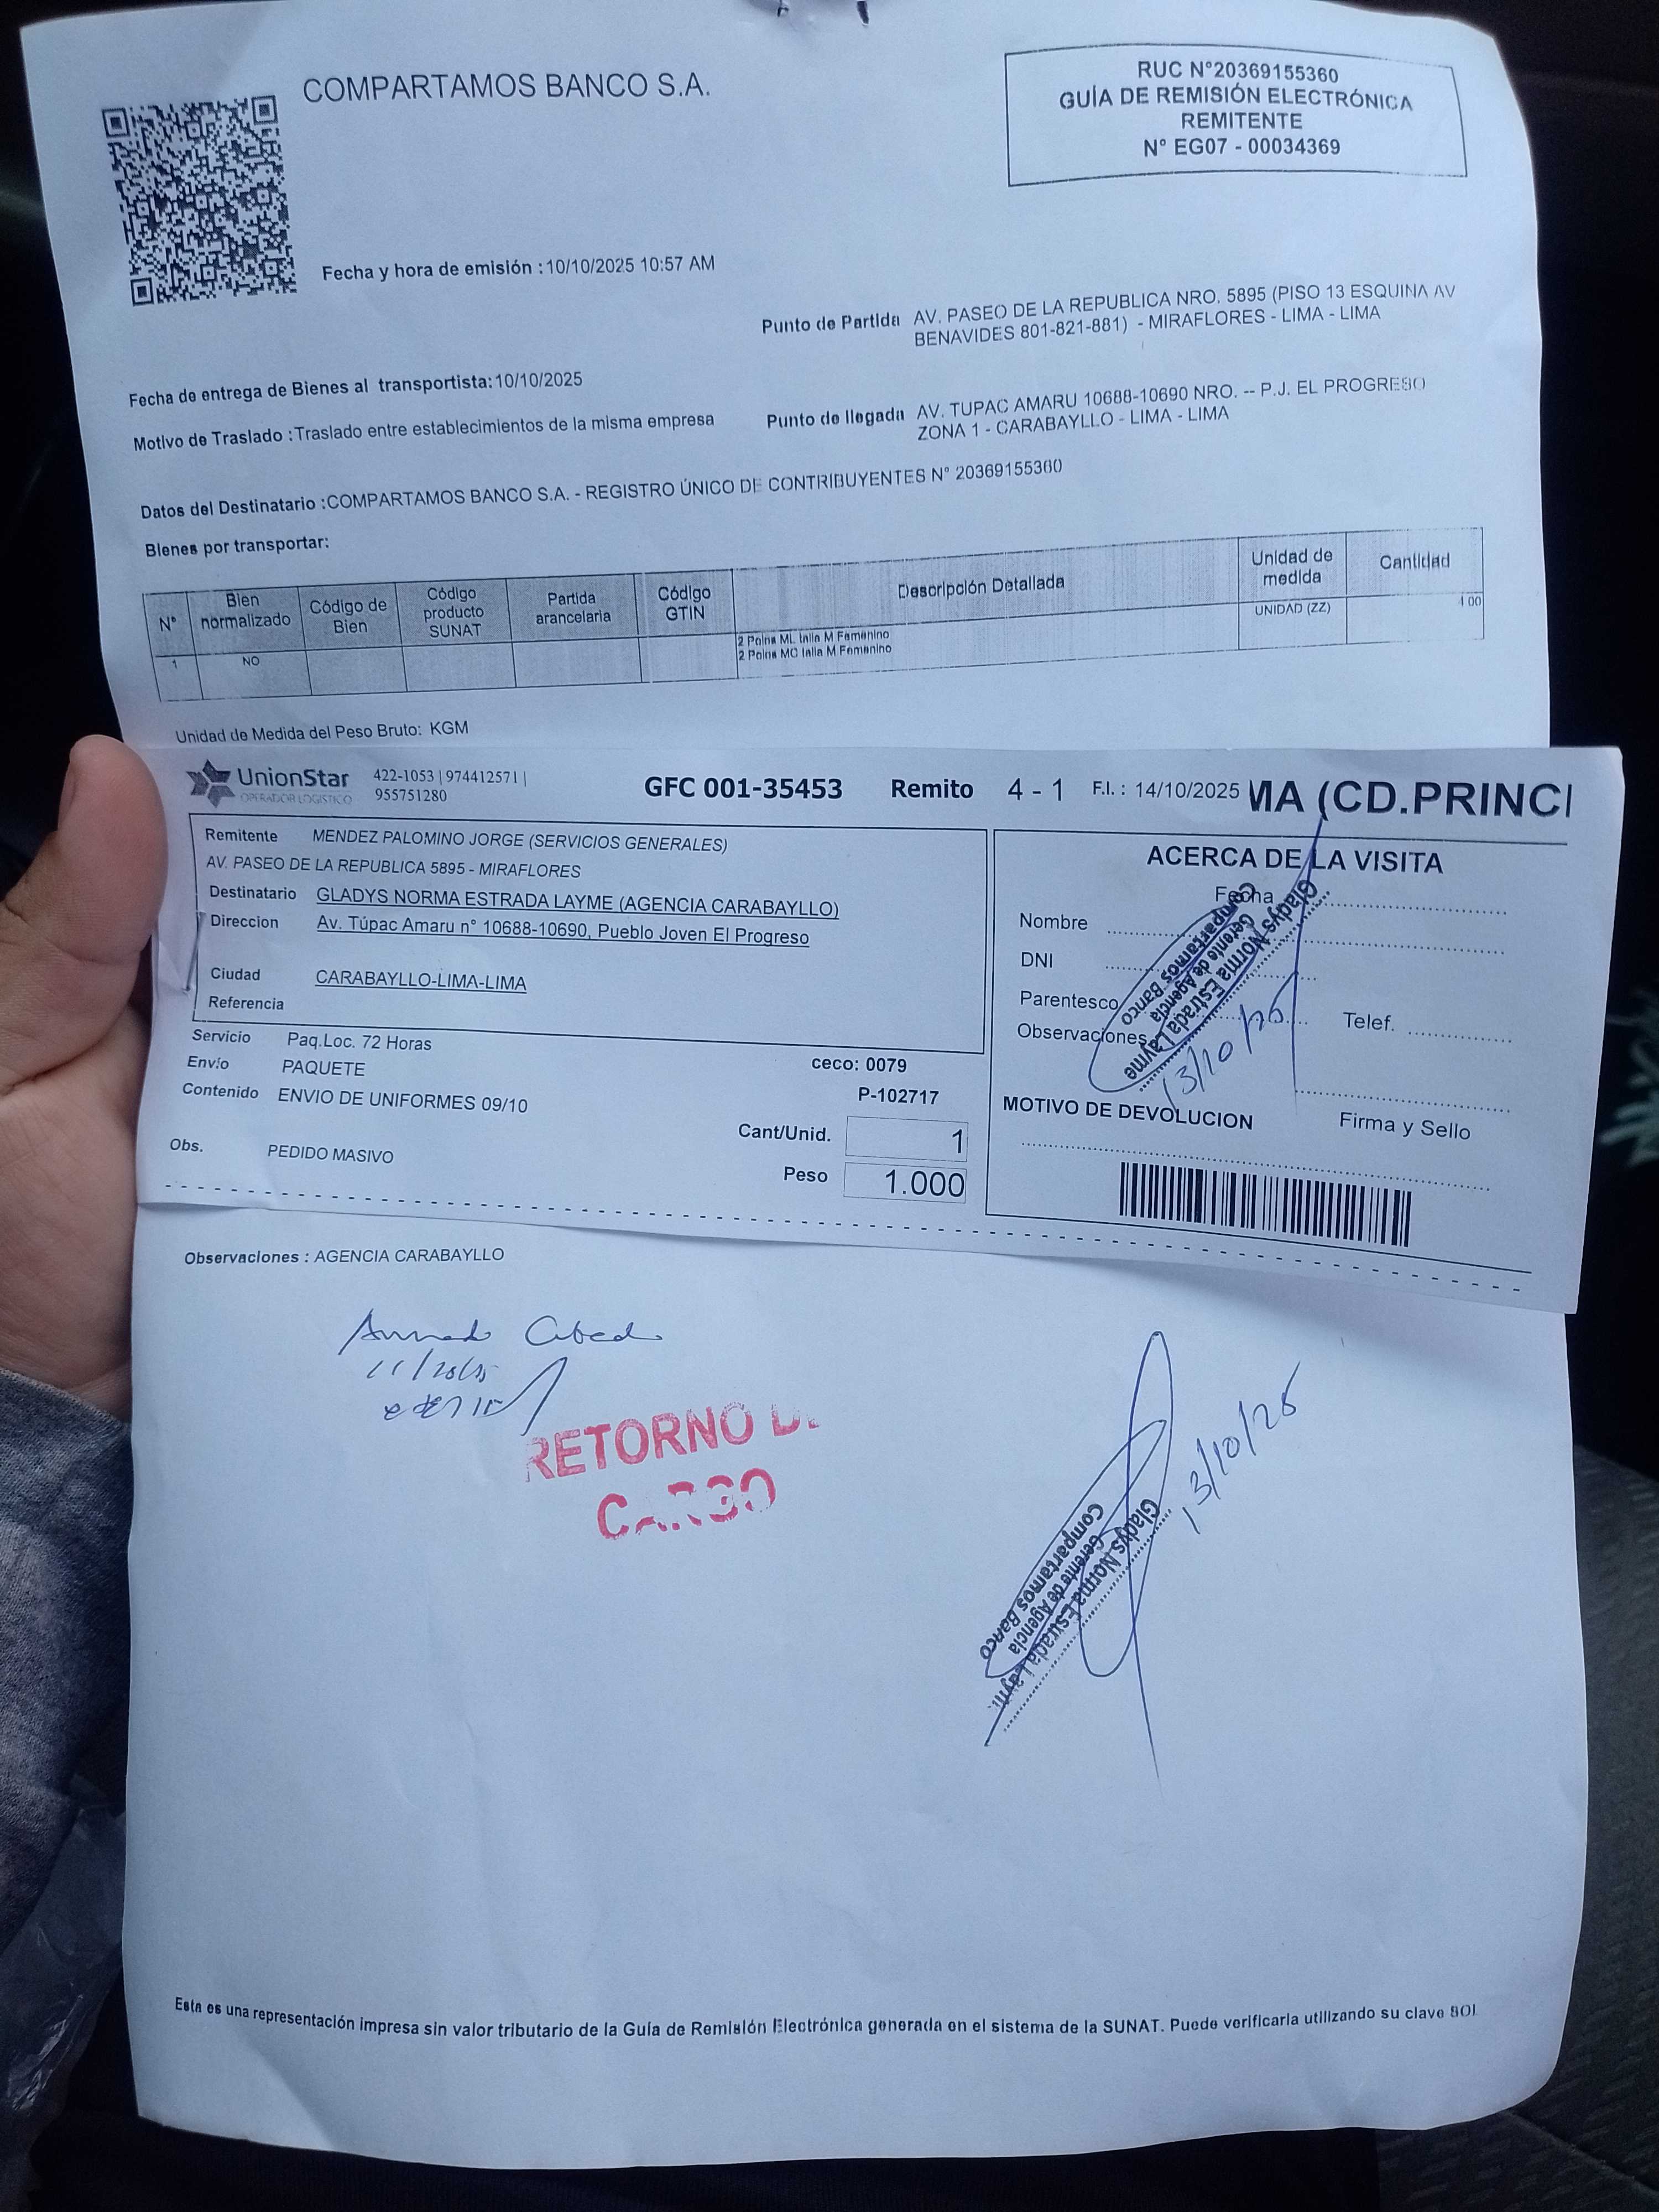 COMPARTAMOS BANCO S.A.
RUC N°20369155360
GUÍA DE REMISIÓN ELECTRÓNICA
REMITENTE
N° EG07 - 00034369
Fecha y hora de emisión : 10/10/2025 10:57 AM
Punto de Partida AV. PASEO DE LA REPUBLICA NRO. 5895 (PISO 13 ESQUINA AV
BENAVIDES 801-821-881) - MIRAFLORES - LIMA - LIMA
Fecha de entrega de Bienes al transportista: 10/10/2025
Motivo de Traslado : Traslado entre establecimientos de la misma empresa
Punto de llegada AV. TUPAC AMARU 10688-10690 NRO. -- P.J. EL PROGRESO
ZONA 1 - CARABAYLLO - LIMA - LIMA
Datos del Destinatario : COMPARTAMOS BANCO S.A. - REGISTRO ÚNICO DE CONTRIBUYENTES N° 20369155360
Bienes por transportar:
N° Bien normalizado Código de Bien Código producto SUNAT Partida arancelaria Código GTIN Descripción Detallada Unidad de medida Cantidad
1 NO 2 Polos ML talla M Femenino UNIDAD (ZZ) 4.00
2 Polos MC talla M Femenino
Unidad de Medida del Peso Bruto: KGM
UnionStar
OPERADOR LOGISTICO
422-1053 | 974412571 |
955751280
GFC 001-35453 Remito 4 - 1 F.I. : 14/10/2025 MA (CD.PRINCI
Remitente MENDEZ PALOMINO JORGE (SERVICIOS GENERALES)
AV. PASEO DE LA REPUBLICA 5895 - MIRAFLORES
Destinatario GLADYS NORMA ESTRADA LAYME (AGENCIA CARABAYLLO)
Direccion Av. Túpac Amaru n° 10688-10690, Pueblo Joven El Progreso
Ciudad CARABAYLLO-LIMA-LIMA
Referencia
Servicio Paq.Loc. 72 Horas
Envío PAQUETE
Contenido ENVIO DE UNIFORMES 09/10
Obs. PEDIDO MASIVO
ceco: 0079
P-102717
Cant/Unid. 1
Peso 1.000
ACERCA DE LA VISITA
Fecha
Nombre
DNI
Parentesco
Telef.
Observaciones
Gladys Norma Estrada Layme
Gerente de Agencia
Compartamos Banco
13/10/25
MOTIVO DE DEVOLUCION
Firma y Sello
Observaciones : AGENCIA CARABAYLLO
RETORNO
CARGO
Gladys Norma Estrada Laym
Gerente de Agencia
Compartamos Banco
13/10/25
Esta es una representación impresa sin valor tributario de la Guía de Remisión Electrónica generada en el sistema de la SUNAT. Puede verificarla utilizando su clave SOL